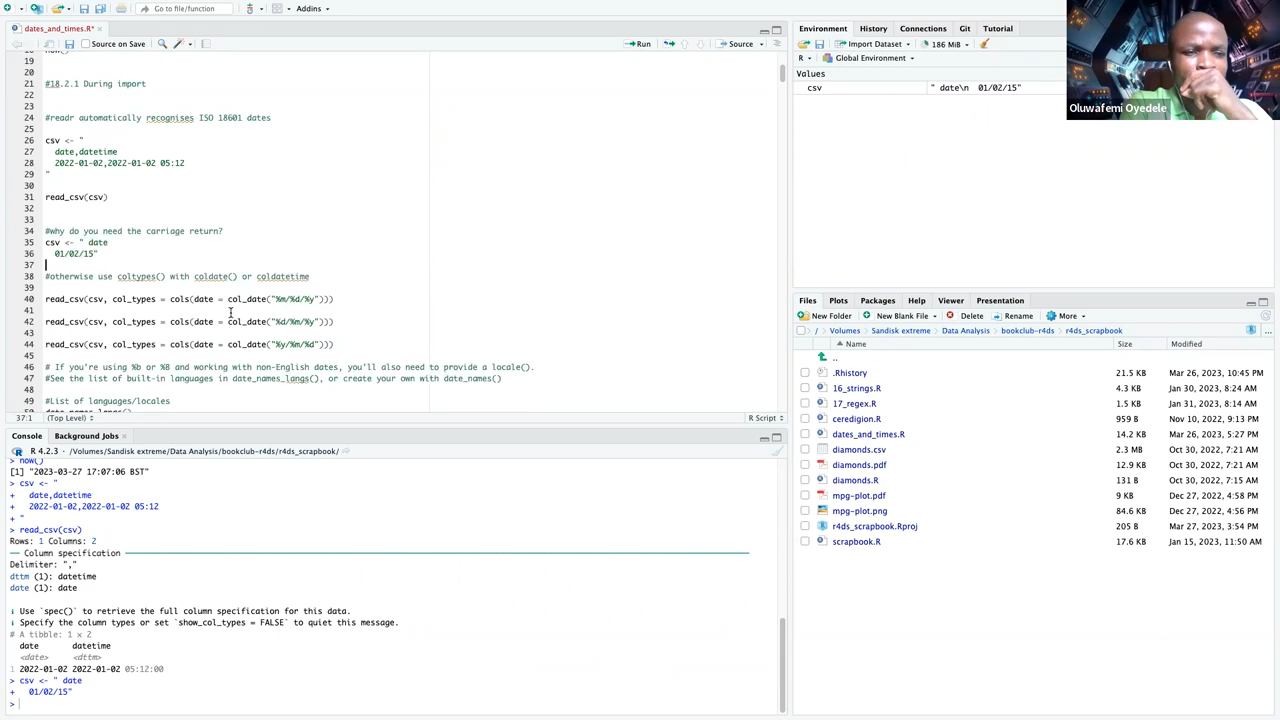 Go to file/function
Addins
dates_and_times.R*
Source on Save
Run
Source
19
20
21 #18.2.1 During import
22
23
24 #readr automatically recognises ISO 18601 dates
25
26 csv <- "
27 date,datetime
28 2022-01-02,2022-01-02 05:12
29 "
30
31 read_csv(csv)
32
33
34 #why do you need the carriage return?
35 csv <- " date
36 01/02/15"
37
38 #otherwise use coltypes() with coldate() or coldatetime
39
40 read_csv(csv, col_types = cols(date = col_date("%m/%d/%y")))
41
42 read_csv(csv, col_types = cols(date = col_date("%d/%m/%y")))
43
44 read_csv(csv, col_types = cols(date = col_date("%y/%m/%d")))
45
46 # If you're using %b or %B and working with non-English dates, you'll also need to provide a locale().
47 #See the list of built-in languages in date_names_langs(), or create your own with date_names()
48
49 #List of languages/locales
37:1 (Top Level)
R Script
Console Background Jobs
R 4.2.3 · /Volumes/Sandisk extreme/Data Analysis/bookclub-r4ds/r4ds_scrapbook/
> now()
[1] "2023-03-27 17:07:06 BST"
> csv <- "
+ date,datetime
+ 2022-01-02,2022-01-02 05:12
+ "
> read_csv(csv)
Rows: 1 Columns: 2
── Column specification ──
Delimiter: ","
dttm (1): datetime
date (1): date
ℹ Use `spec()` to retrieve the full column specification for this data.
ℹ Specify the column types or set `show_col_types = FALSE` to quiet this message.
# A tibble: 1 × 2
date datetime
<date> <dttm>
1 2022-01-02 2022-01-02 05:12:00
> csv <- " date
+ 01/02/15"
>
Environment History Connections Git Tutorial
Import Dataset 186 MiB
R Global Environment
Values
csv " date\n 01/02/15"
Oluwafemi Oyedele
Files Plots Packages Help Viewer Presentation
New Folder New Blank File Delete Rename More
/ Volumes Sandisk extreme Data Analysis bookclub-r4ds r4ds_scrapbook
Name Size Modified
..
.Rhistory 21.5 KB Mar 26, 2023, 10:45 PM
16_strings.R 4.3 KB Jan 30, 2023, 8:24 AM
17_regex.R 1.5 KB Jan 31, 2023, 8:14 AM
ceredigion.R 959 B Nov 10, 2022, 9:13 PM
dates_and_times.R 14.2 KB Mar 26, 2023, 5:27 PM
diamonds.csv 2.3 MB Oct 30, 2022, 7:21 AM
diamonds.pdf 12.9 KB Oct 30, 2022, 7:21 AM
diamonds.R 131 B Oct 30, 2022, 7:15 AM
mpg-plot.pdf 9 KB Dec 27, 2022, 4:58 PM
mpg-plot.png 84.6 KB Dec 27, 2022, 4:56 PM
r4ds_scrapbook.Rproj 205 B Mar 27, 2023, 3:54 PM
scrapbook.R 17.6 KB Jan 15, 2023, 11:50 AM